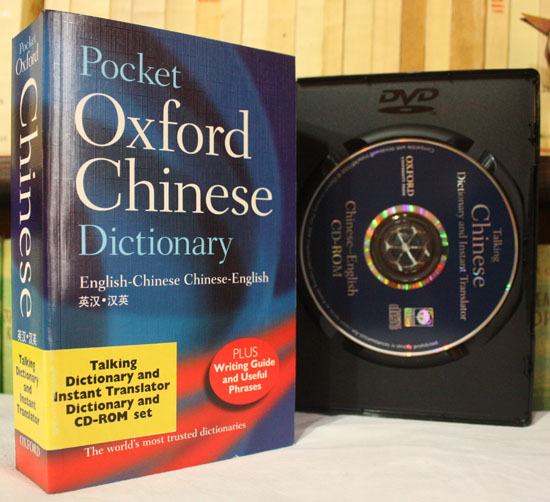 Pocket
Oxford
Chinese
英汉•汉英
Talking
Dictionary
and
Instant
Translator
OXFORD
Pocket
Oxford
Chinese
Dictionary
English-Chinese Chinese-English
英汉•汉英
PLUS
Writing Guide
and Useful
Phrases
Talking
Dictionary and
Instant Translator
Dictionary and
CD-ROM set
The world's most trusted dictionaries
DVD
OXFORD
UNIVERSITY PRESS
Talking
Chinese
Dictionary and Instant Translator
Chinese–English
CD-ROM